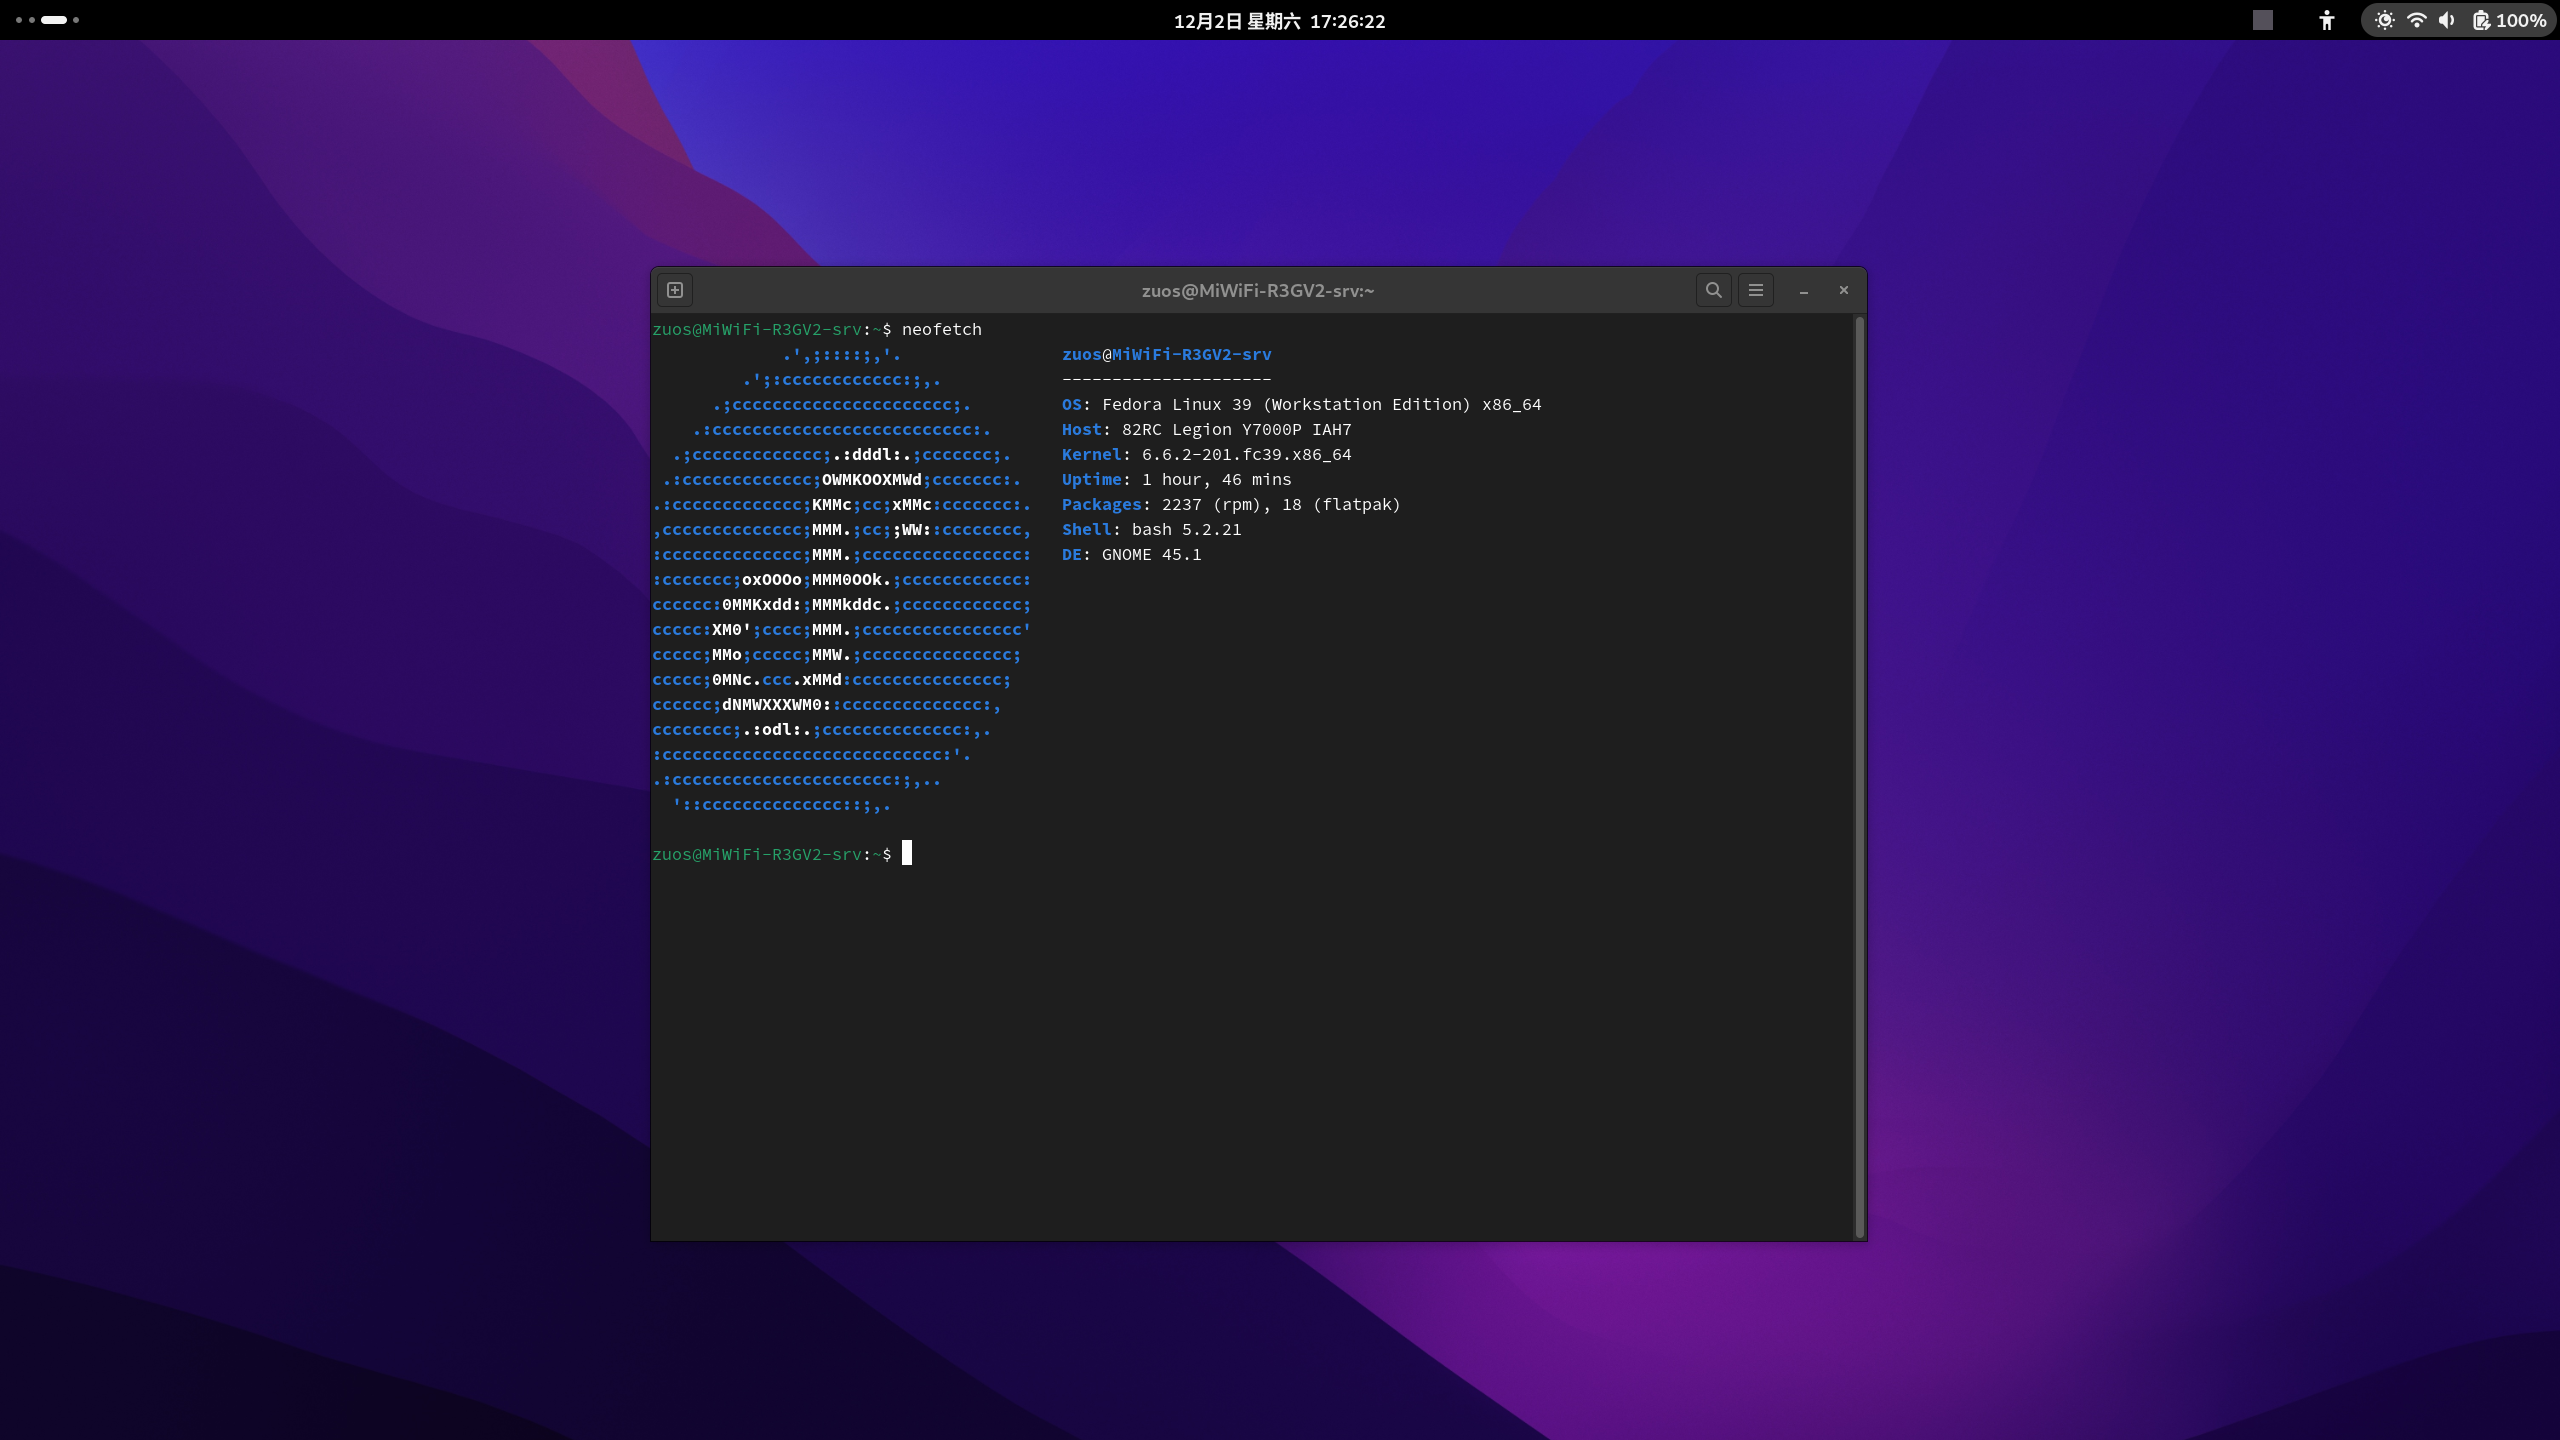 12月2日 星期六 17:26:22
100%
zuos@MiWiFi-R3GV2-srv:~
zuos@MiWiFi-R3GV2-srv:~$ neofetch
             .',;::::;,'.                zuos@MiWiFi-R3GV2-srv
         .';:cccccccccccc:;,.            ---------------------
      .;cccccccccccccccccccccc;.         OS: Fedora Linux 39 (Workstation Edition) x86_64
    .:cccccccccccccccccccccccccc:.       Host: 82RC Legion Y7000P IAH7
  .;ccccccccccccc;.:dddl:.;ccccccc;.     Kernel: 6.6.2-201.fc39.x86_64
 .:ccccccccccccc;OWMKOOXMWd;ccccccc:.    Uptime: 1 hour, 46 mins
.:ccccccccccccc;KMMc;cc;xMMc:ccccccc:.   Packages: 2237 (rpm), 18 (flatpak)
,cccccccccccccc;MMM.;cc;;WW::cccccccc,   Shell: bash 5.2.21
:cccccccccccccc;MMM.;cccccccccccccccc:   DE: GNOME 45.1
:ccccccc;oxOOOo;MMM0OOk.;cccccccccccc:
cccccc:0MMKxdd:;MMMkddc.;cccccccccccc;
ccccc:XM0';cccc;MMM.;cccccccccccccccc'
ccccc;MMo;ccccc;MMW.;ccccccccccccccc;
ccccc;0MNc.ccc.xMMd:ccccccccccccccc;
cccccc;dNMWXXXWM0::cccccccccccccc:,
cccccccc;.:odl:.;cccccccccccccc:,.
:cccccccccccccccccccccccccccc:'.
.:cccccccccccccccccccccc:;,..
  '::cccccccccccccc::;,.
zuos@MiWiFi-R3GV2-srv:~$